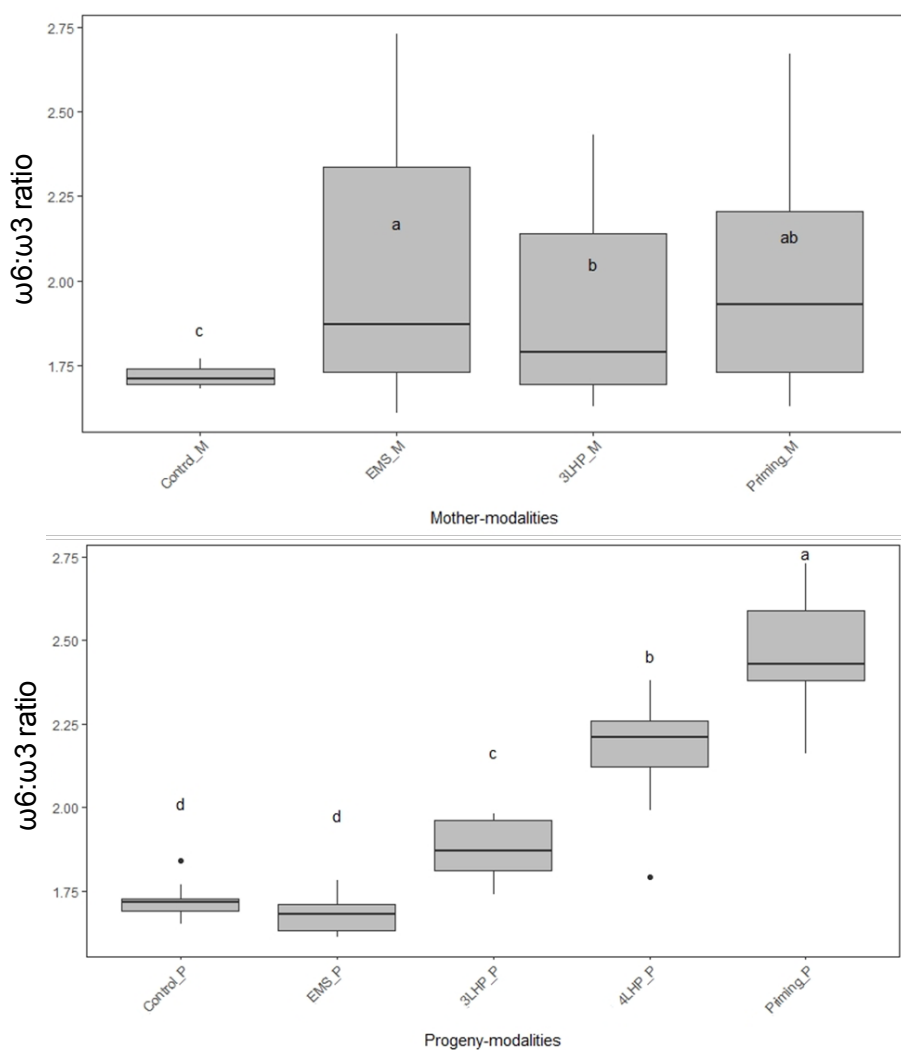 2.75
2.50
2.25
2.00
1.75
ω6:ω3 ratio
c
a
b
ab
Control_M
EMS_M
3LHP_M
Priming_M
Mother-modalities
2.75
2.50
2.25
2.00
1.75
ω6:ω3 ratio
d
d
c
b
a
Control_P
EMS_P
3LHP_P
4LHP_P
Priming_P
Progeny-modalities